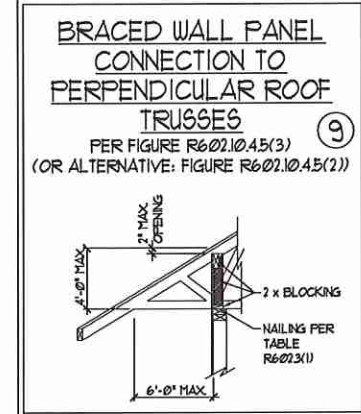 BRACED WALL PANEL
CONNECTION TO
PERPENDICULAR ROOF
TRUSSES
9
PER FIGURE R602.10.4.5(3)
(OR ALTERNATIVE: FIGURE R602.10.4.5(2))
2" MAX.
OPENING
4'-0" MAX.
2 x BLOCKING
NAILING PER
TABLE
R602.3(1)
6'-0" MAX.